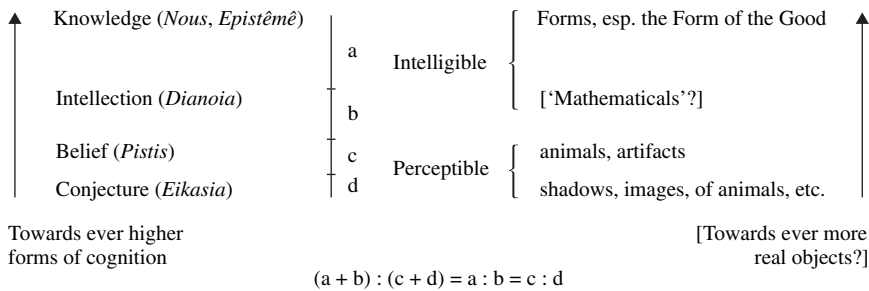 Knowledge (Nous, Epistêmê)
a
Intelligible
Forms, esp. the Form of the Good
Intellection (Dianoia)
b
[‘Mathematicals’?]
Belief (Pistis)
c
Perceptible
animals, artifacts
Conjecture (Eikasia)
d
shadows, images, of animals, etc.
Towards ever higher
forms of cognition
[Towards ever more
real objects?]
(a + b) : (c + d) = a : b = c : d